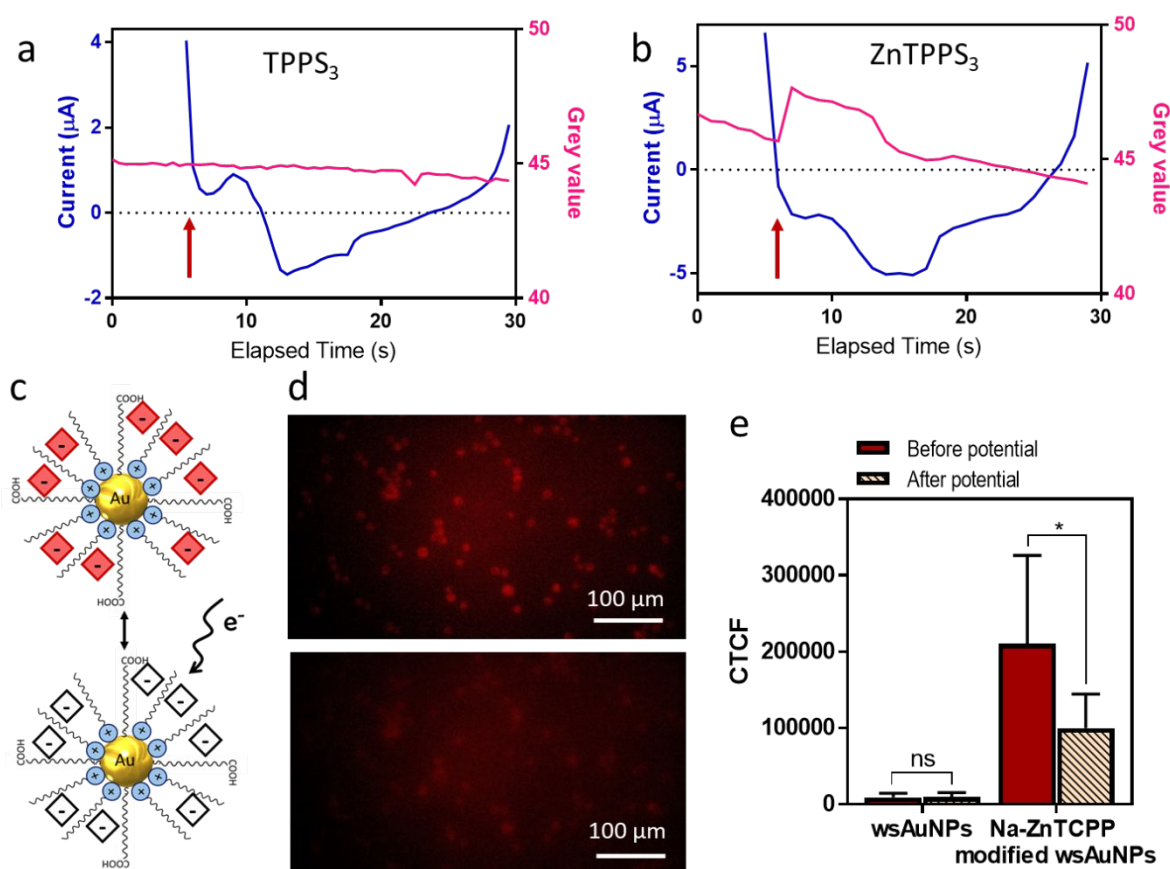 a
TPPS₃
Current (µA)
4
2
0
-2
50
45
40
Grey value
0
10
20
30
Elapsed Time (s)
b
ZnTPPS₃
Current (µA)
5
0
-5
50
45
40
Grey value
0
10
20
30
Elapsed Time (s)
c
COOH
COOH
Au
COOH
COOH
+ + + + + + + +
- - - - - - - -
e⁻
COOH
COOH
Au
COOH
COOH
+ + + + + + + +
- - - - - - - -
d
100 µm
100 µm
e
Before potential
After potential
CTCF
400000
300000
200000
100000
0
ns
*
wsAuNPs
Na-ZnTCPP
modified wsAuNPs